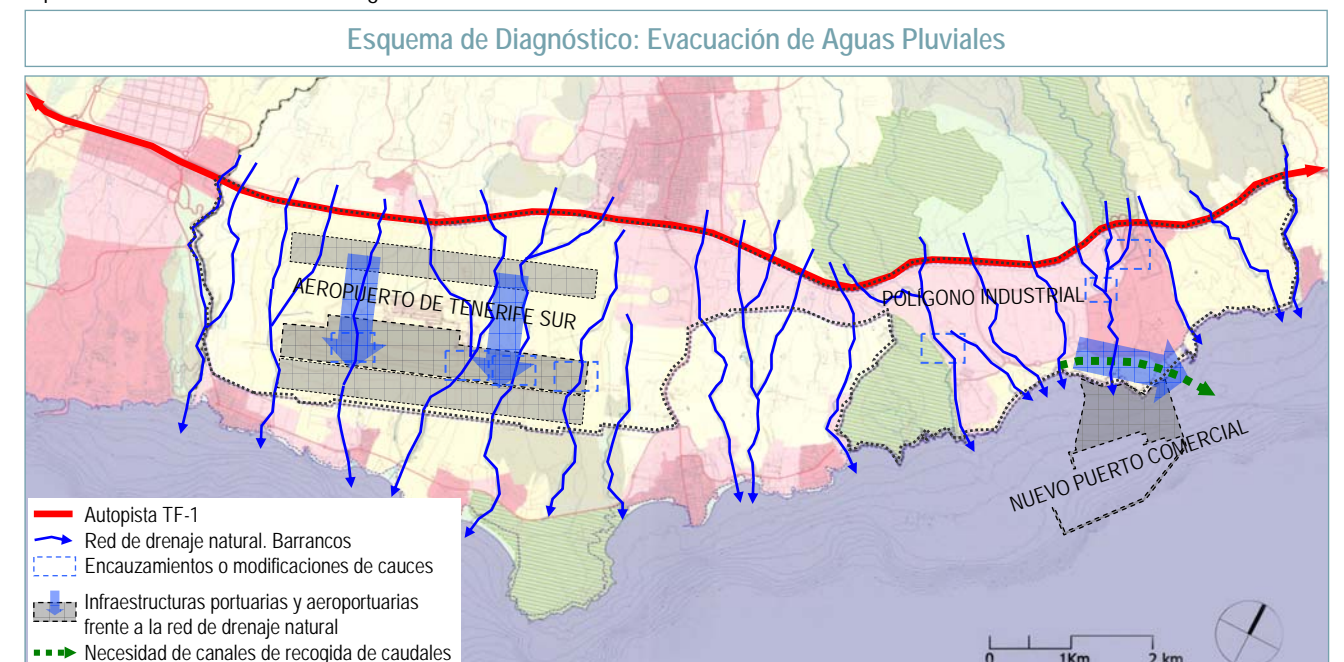 Esquema de Diagnóstico: Evacuación de Aguas Pluviales
AEROPUERTO DE TENERIFE SUR
POLÍGONO INDUSTRIAL
NUEVO PUERTO COMERCIAL
Autopista TF-1
Red de drenaje natural. Barrancos
Encauzamientos o modificaciones de cauces
Infraestructuras portuarias y aeroportuarias
frente a la red de drenaje natural
Necesidad de canales de recogida de caudales
0 1Km 2 km